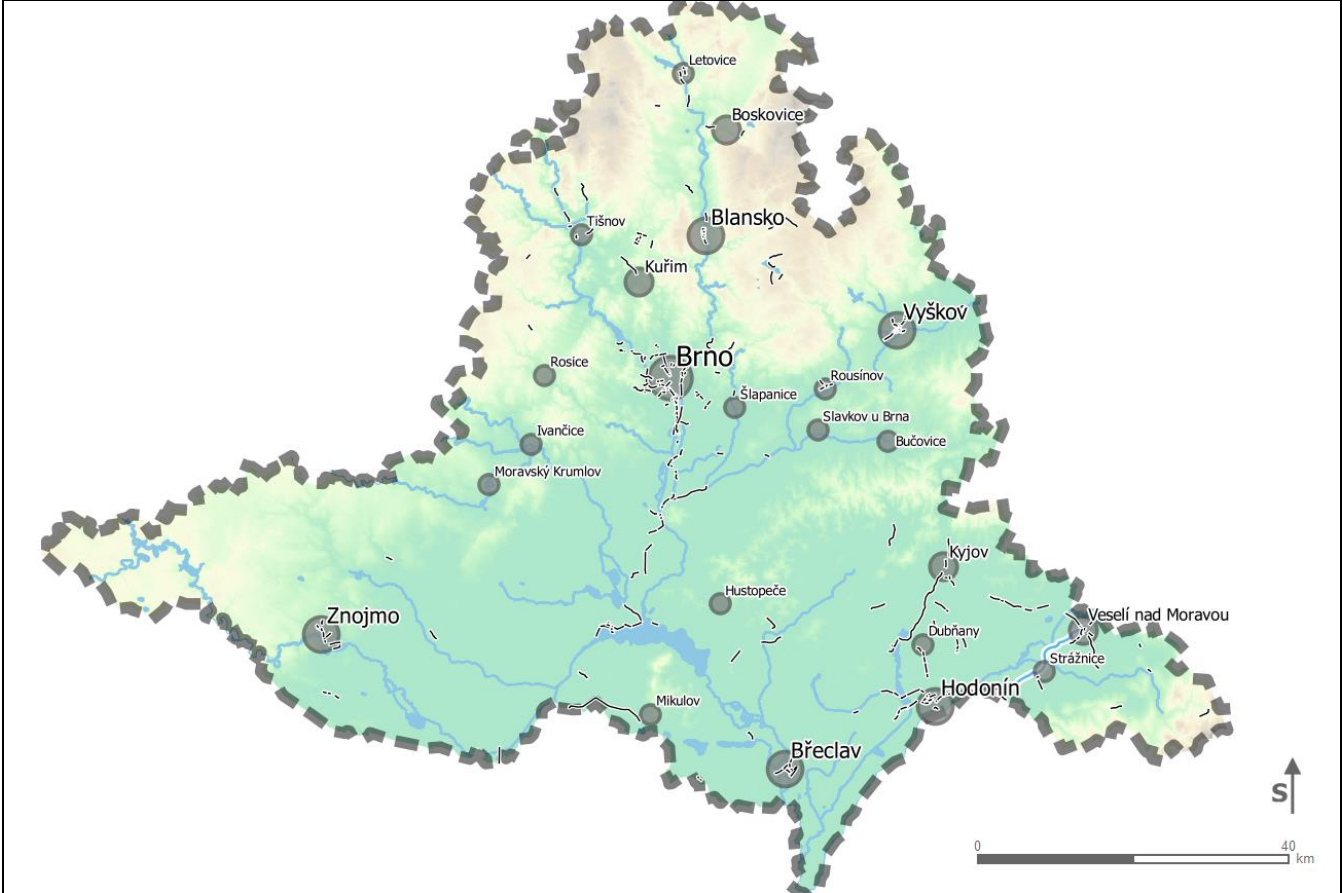 Letovice
Boskovice
Blansko
Tišnov
Kuřim
Vyškov
Brno
Rosice
Rousínov
Šlapanice
Slavkov u Brna
Ivančice
Bučovice
Moravský Krumlov
Kyjov
Hustopeče
Znojmo
Veselí nad Moravou
Dubňany
Strážnice
Hodonín
Mikulov
Břeclav
S
0 40
km